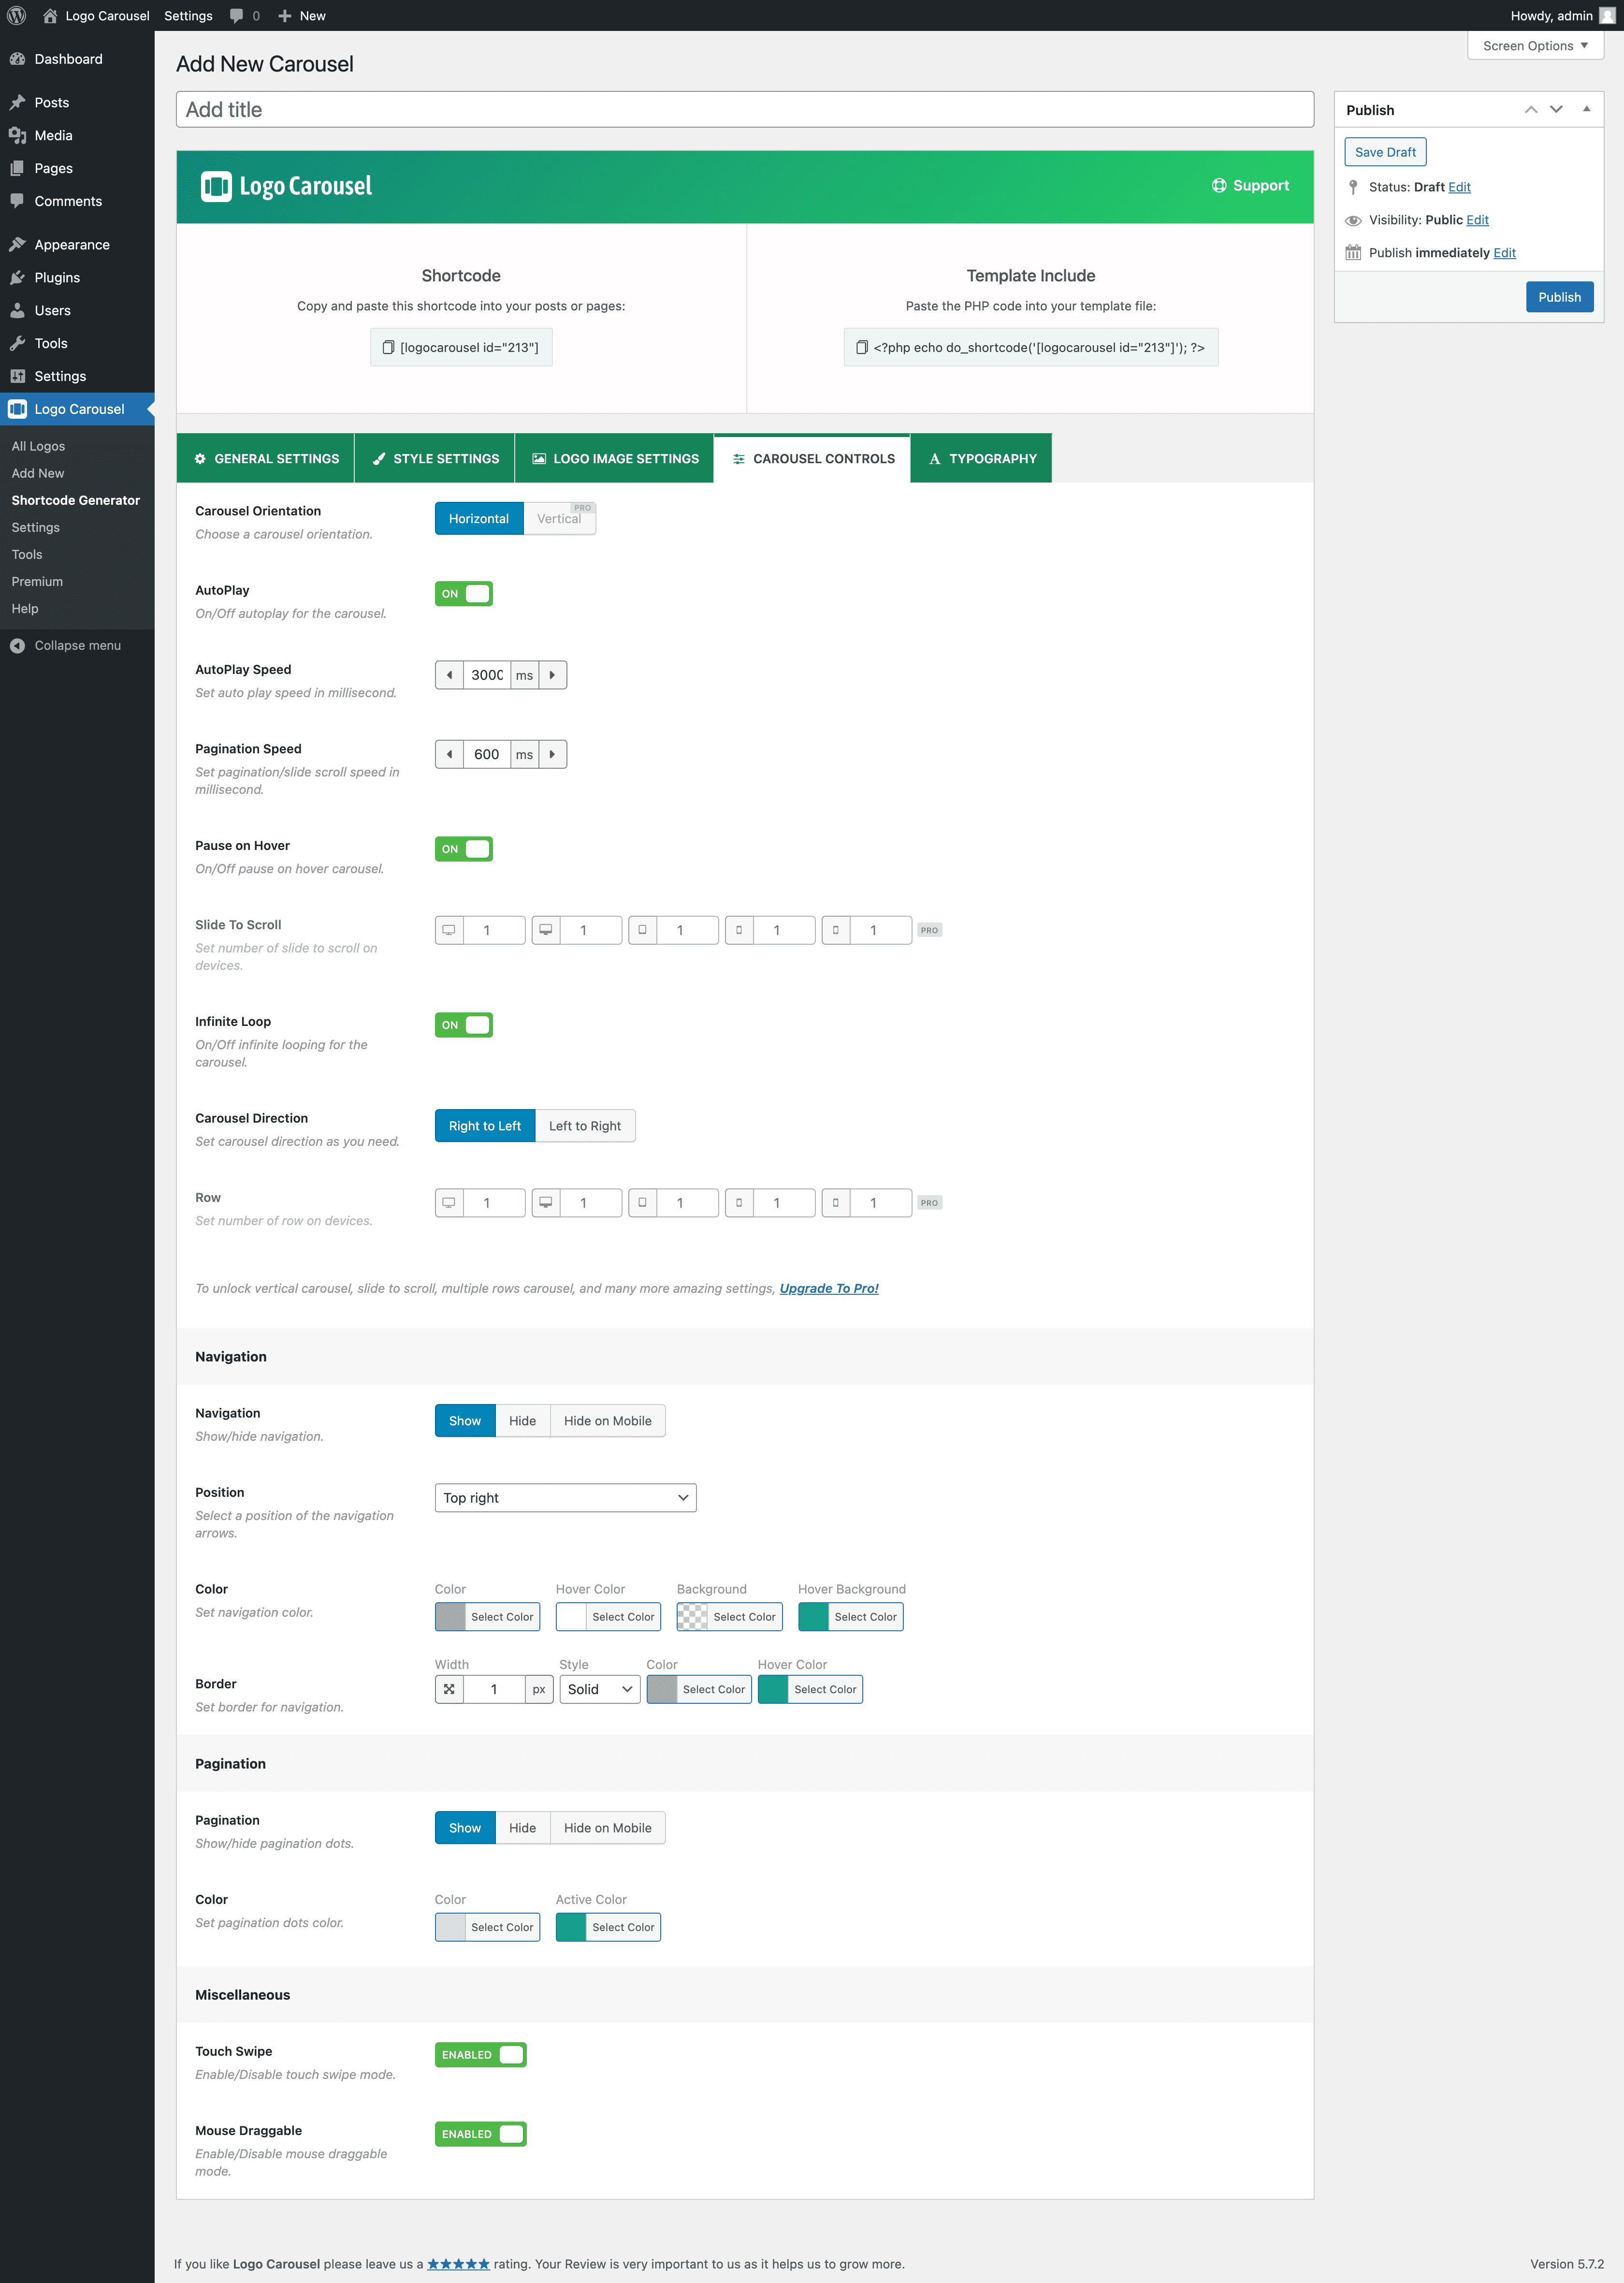 Logo Carousel Settings 0 New Howdy, admin
Screen Options
Dashboard
Posts
Media
Pages
Comments
Appearance
Plugins
Users
Tools
Settings
Logo Carousel
All Logos
Add New
Shortcode Generator
Settings
Tools
Premium
Help
Collapse menu
Add New Carousel
Add title
Logo Carousel
Support
Shortcode
Copy and paste this shortcode into your posts or pages:
[logocarousel id="213"]
Template Include
Paste the PHP code into your template file:
<?php echo do_shortcode('[logocarousel id="213"]'); ?>
Publish
Save Draft
Status: Draft Edit
Visibility: Public Edit
Publish immediately Edit
Publish
GENERAL SETTINGS STYLE SETTINGS LOGO IMAGE SETTINGS CAROUSEL CONTROLS TYPOGRAPHY
Carousel Orientation
Choose a carousel orientation.
Horizontal Vertical PRO
AutoPlay
On/Off autoplay for the carousel.
ON
AutoPlay Speed
Set auto play speed in millisecond.
3000 ms
Pagination Speed
Set pagination/slide scroll speed in
millisecond.
600 ms
Pause on Hover
On/Off pause on hover carousel.
ON
Slide To Scroll
Set number of slide to scroll on
devices.
1 1 1 1 1 PRO
Infinite Loop
On/Off infinite looping for the
carousel.
ON
Carousel Direction
Set carousel direction as you need.
Right to Left Left to Right
Row
Set number of row on devices.
1 1 1 1 1 PRO
To unlock vertical carousel, slide to scroll, multiple rows carousel, and many more amazing settings, Upgrade To Pro!
Navigation
Navigation
Show/hide navigation.
Show Hide Hide on Mobile
Position
Select a position of the navigation
arrows.
Top right
Color
Set navigation color.
Color Hover Color Background Hover Background
Select Color Select Color Select Color Select Color
Border
Set border for navigation.
Width Style Color Hover Color
1 px Solid Select Color Select Color
Pagination
Pagination
Show/hide pagination dots.
Show Hide Hide on Mobile
Color
Set pagination dots color.
Color Active Color
Select Color Select Color
Miscellaneous
Touch Swipe
Enable/Disable touch swipe mode.
ENABLED
Mouse Draggable
Enable/Disable mouse draggable
mode.
ENABLED
If you like Logo Carousel please leave us a ★★★★★ rating. Your Review is very important to us as it helps us to grow more.
Version 5.7.2